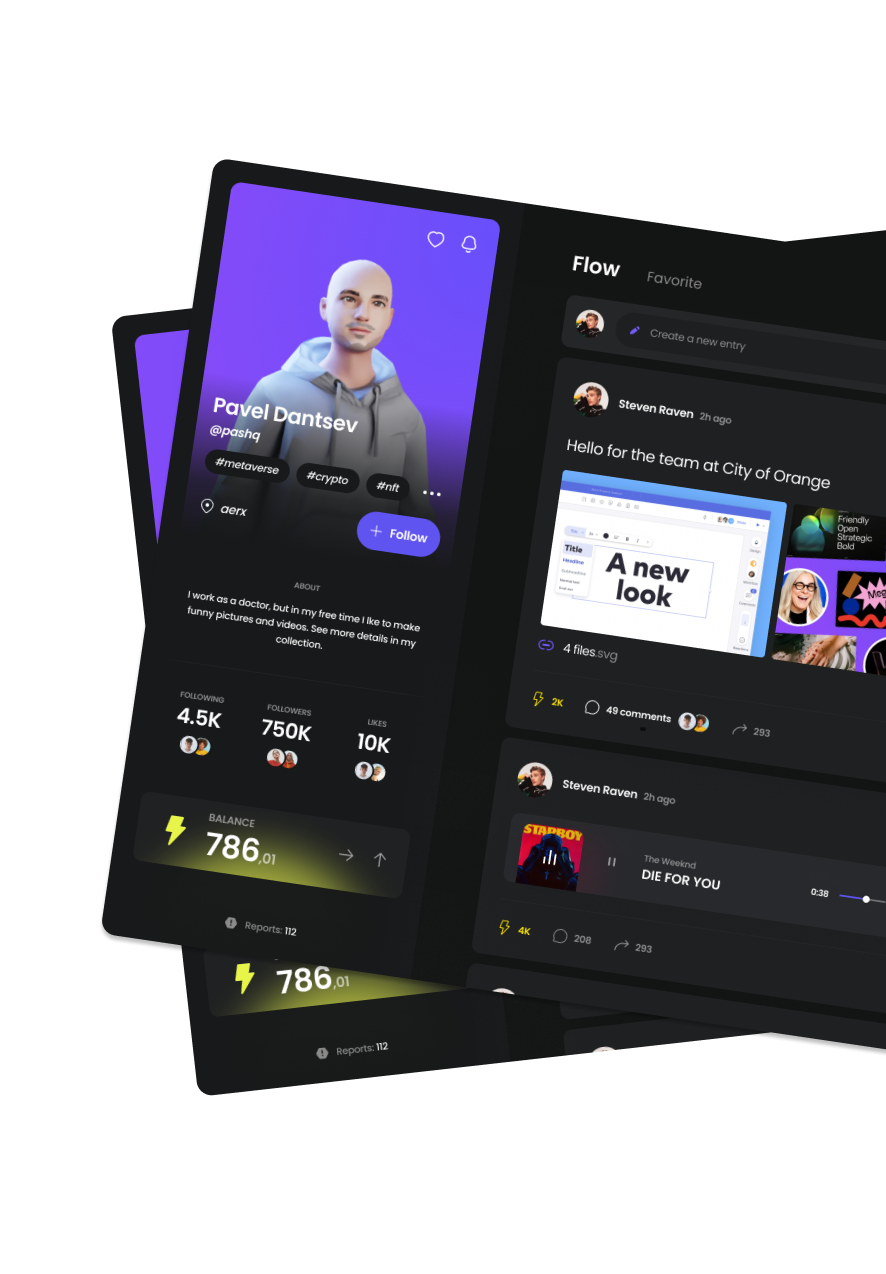 Pavel Dantsev
@pashq
#metaverse #crypto #nft
aerx
Follow
ABOUT
I work as a doctor, but in my free time I lke to make
funny pictures and videos. See more details in my
collection.
FOLLOWING
4.5K
FOLLOWERS
750K
LIKES
10K
BALANCE
786,01
Reports: 112
Flow Favorite
Create a new entry
Steven Raven 2h ago
Hello for the team at City of Orange
Title
Headline
A new
look
Friendly
Open
Strategic
Bold
4 files.svg
2K 49 comments 293
Steven Raven 2h ago
STARBOY
The Weeknd
DIE FOR YOU
0:38
4K 208 293
786,01
Reports: 112